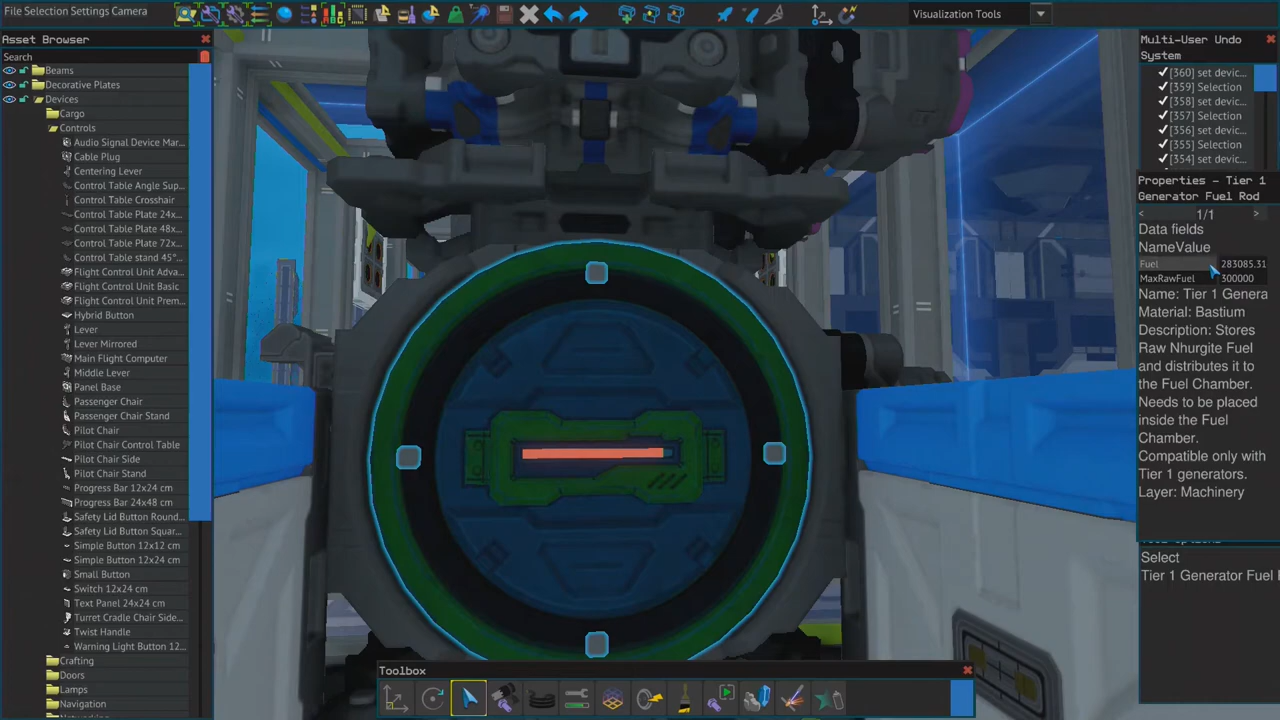 File Selection Settings Camera
Visualization Tools
Asset Browser
Search
Beams
Decorative Plates
Devices
Cargo
Controls
Audio Signal Device Mar...
Cable Plug
Centering Lever
Control Table Angle Sup...
Control Table Crosshair
Control Table Plate 24x...
Control Table Plate 48x...
Control Table Plate 72x...
Control Table stand 45°...
Flight Control Unit Adva...
Flight Control Unit Basic
Flight Control Unit Prem...
Hybrid Button
Lever
Lever Mirrored
Main Flight Computer
Middle Lever
Panel Base
Passenger Chair
Passenger Chair Stand
Pilot Chair
Pilot Chair Control Table
Pilot Chair Side
Pilot Chair Stand
Progress Bar 12x24 cm
Progress Bar 24x48 cm
Safety Lid Button Round...
Safety Lid Button Squar...
Simple Button 12x12 cm
Simple Button 12x24 cm
Small Button
Switch 12x24 cm
Text Panel 24x24 cm
Turret Cradle Chair Side...
Twist Handle
Warning Light Button 12...
Crafting
Doors
Lamps
Navigation
Multi-User Undo
System
[360] set devic...
[359] Selection
[358] set devic...
[357] Selection
[356] set devic...
[355] Selection
[354] set devic...
Properties - Tier 1
Generator Fuel Rod
< 1/1 >
Data fields
NameValue
Fuel 283085.31
MaxRawFuel 300000
Name: Tier 1 Genera
Material: Bastium
Description: Stores
Raw Nhurgite Fuel
and distributes it to
the Fuel Chamber.
Needs to be placed
inside the Fuel
Chamber.
Compatible only with
Tier 1 generators.
Layer: Machinery
Select
Tier 1 Generator Fuel
Toolbox